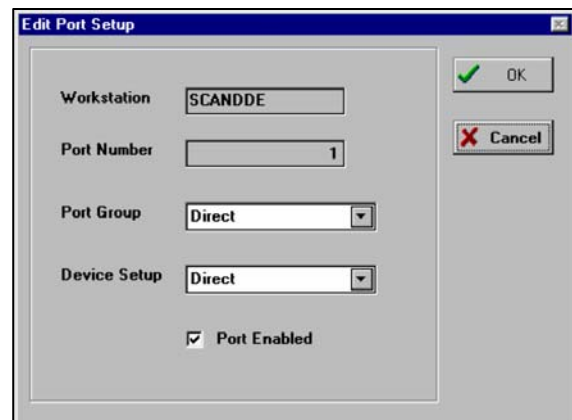 Edit Port Setup
Workstation SCANDDE
Port Number 1
Port Group Direct
Device Setup Direct
Port Enabled
OK
Cancel